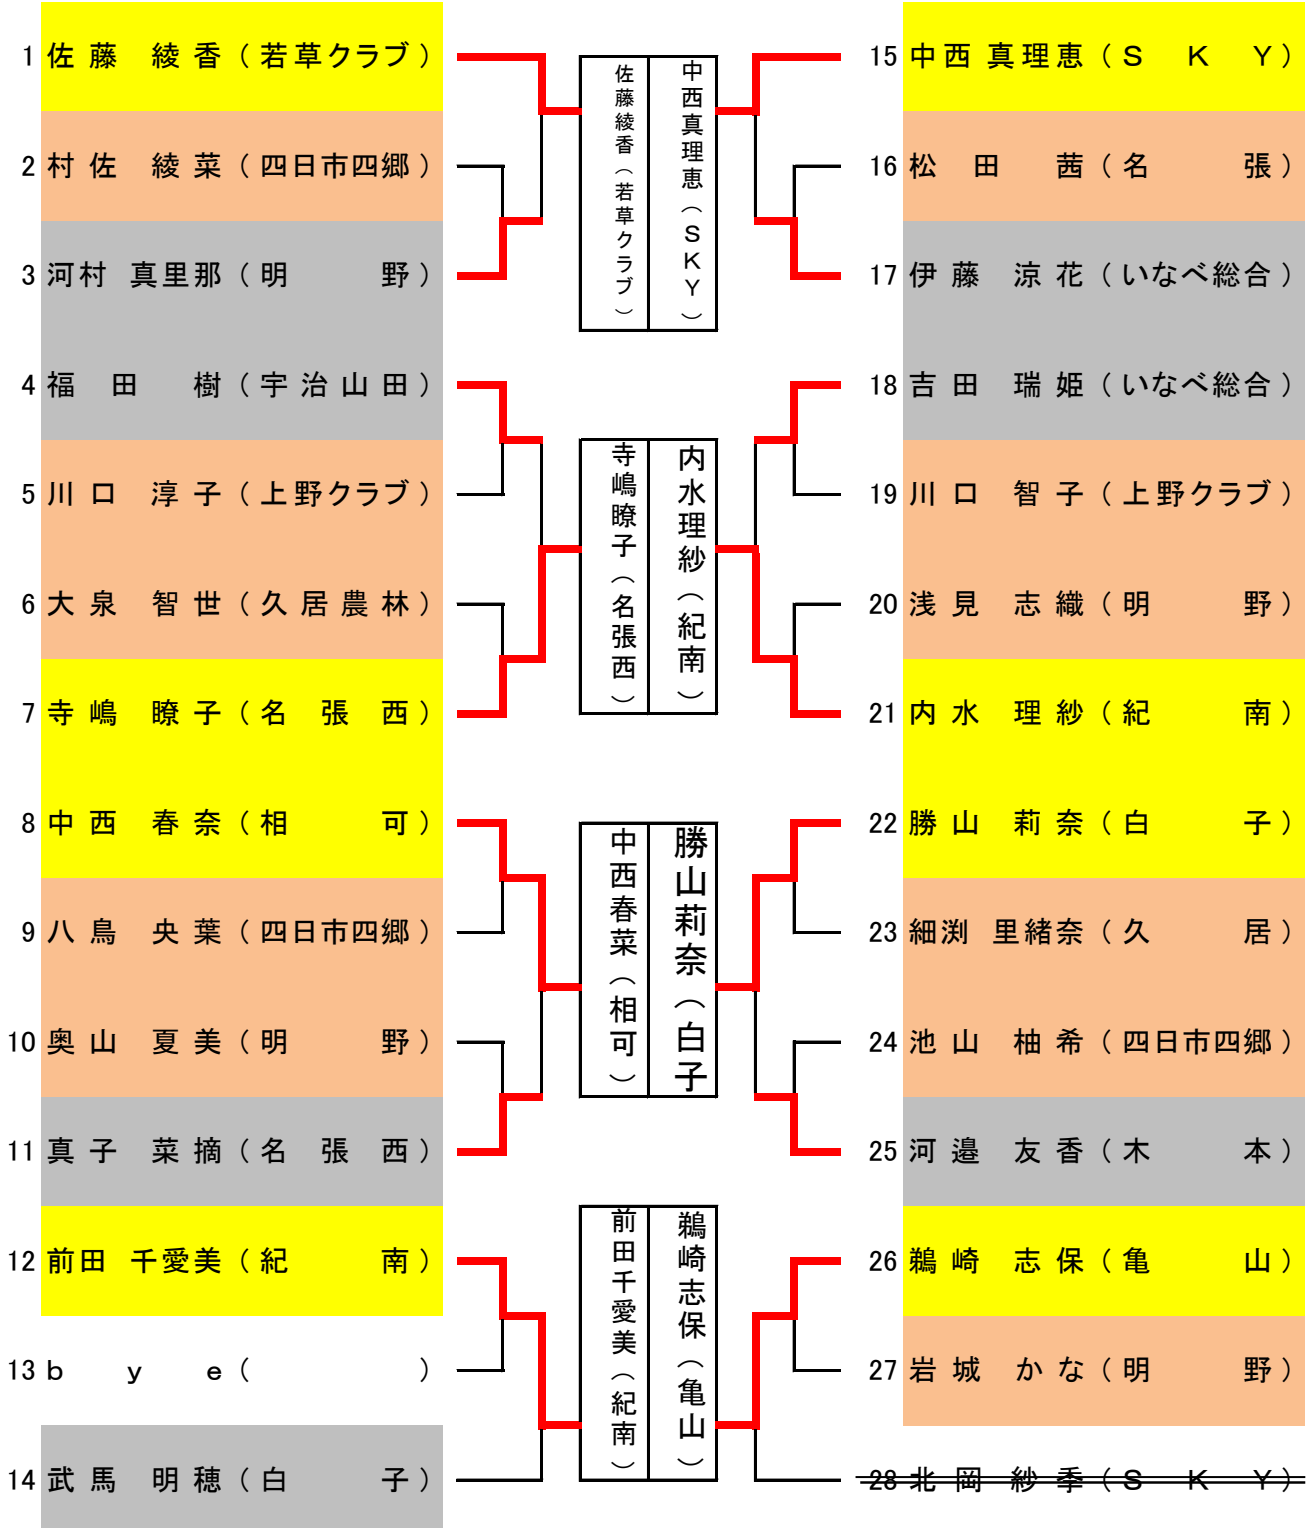 1 佐藤 綾香（若草クラブ）
2 村佐 綾菜（四日市四郷）
3 河村 真里那（明野）
4 福田 樹（宇治山田）
5 川口 淳子（上野クラブ）
6 大泉 智世（久居農林）
7 寺嶋 瞭子（名張西）
8 中西 春奈（相可）
9 八鳥 央葉（四日市四郷）
10 奥山 夏美（明野）
11 真子 菜摘（名張西）
12 前田 千愛美（紀南）
13 bye（ ）
14 武馬 明穂（白子）
佐藤綾香（若草クラブ）
中西真理恵（SKY）
寺嶋瞭子（名張西）
内水理紗（紀南）
中西春菜（相可）
勝山莉奈（白子
前田千愛美（紀南）
鵜崎志保（亀山）
15 中西 真理恵（SKY）
16 松田 茜（名張）
17 伊藤 涼花（いなべ総合）
18 吉田 瑞姫（いなべ総合）
19 川口 智子（上野クラブ）
20 浅見 志織（明野）
21 内水 理紗（紀南）
22 勝山 莉奈（白子）
23 細渕 里緒奈（久居）
24 池山 柚希（四日市四郷）
25 河邉 友香（木本）
26 鵜崎 志保（亀山）
27 岩城 かな（明野）
28 北岡 紗季（SKY）